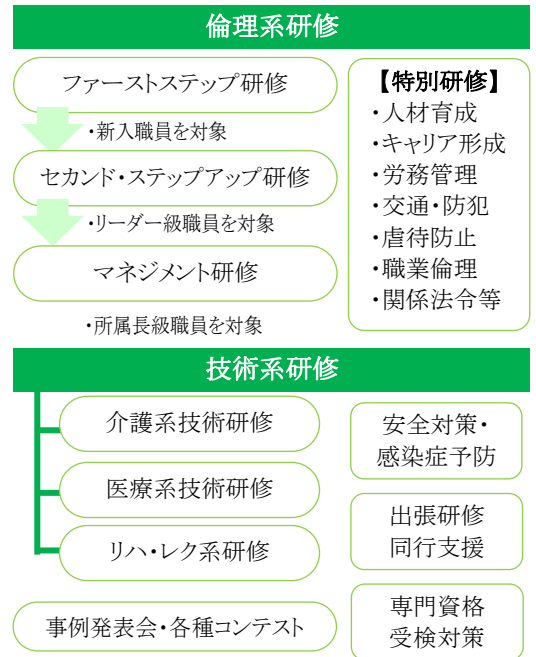 倫理系研修
ファーストステップ研修
・新入職員を対象
セカンド・ステップアップ研修
・リーダー級職員を対象
マネジメント研修
・所属長級職員を対象
【特別研修】
・人材育成
・キャリア形成
・労務管理
・交通・防犯
・虐待防止
・職業倫理
・関係法令等
技術系研修
介護系技術研修
医療系技術研修
リハ・レク系研修
事例発表会・各種コンテスト
安全対策・
感染症予防
出張研修
同行支援
専門資格
受検対策